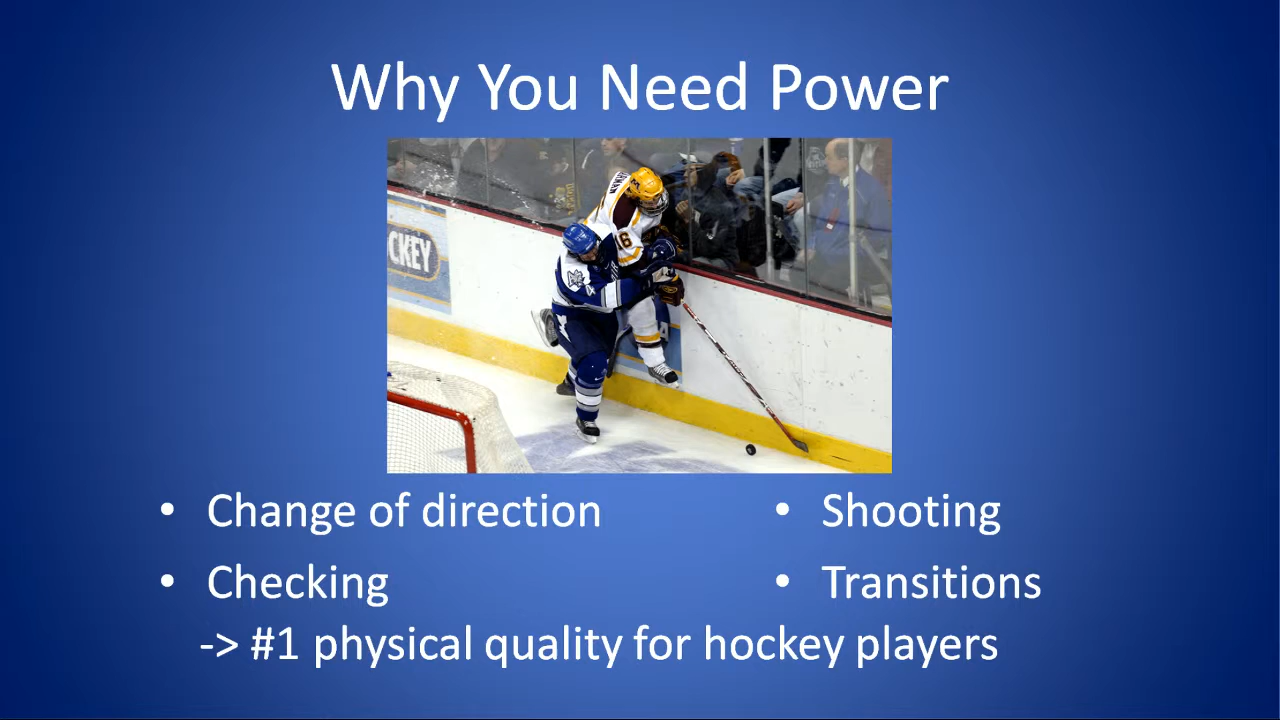 Why You Need Power
CKEY
16
• Change of direction
• Checking
• Shooting
• Transitions
-> #1 physical quality for hockey players